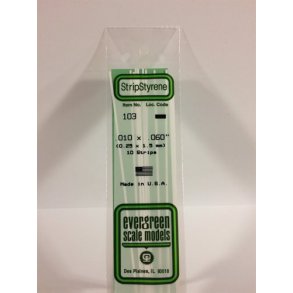 StripStyrene
Item No. Loc. Code
103
.010 x .060"
(0.25 x 1.5 mm)
10 Strips
Made in U.S.A.
evergreen
scale models
Des Plaines, IL 60018